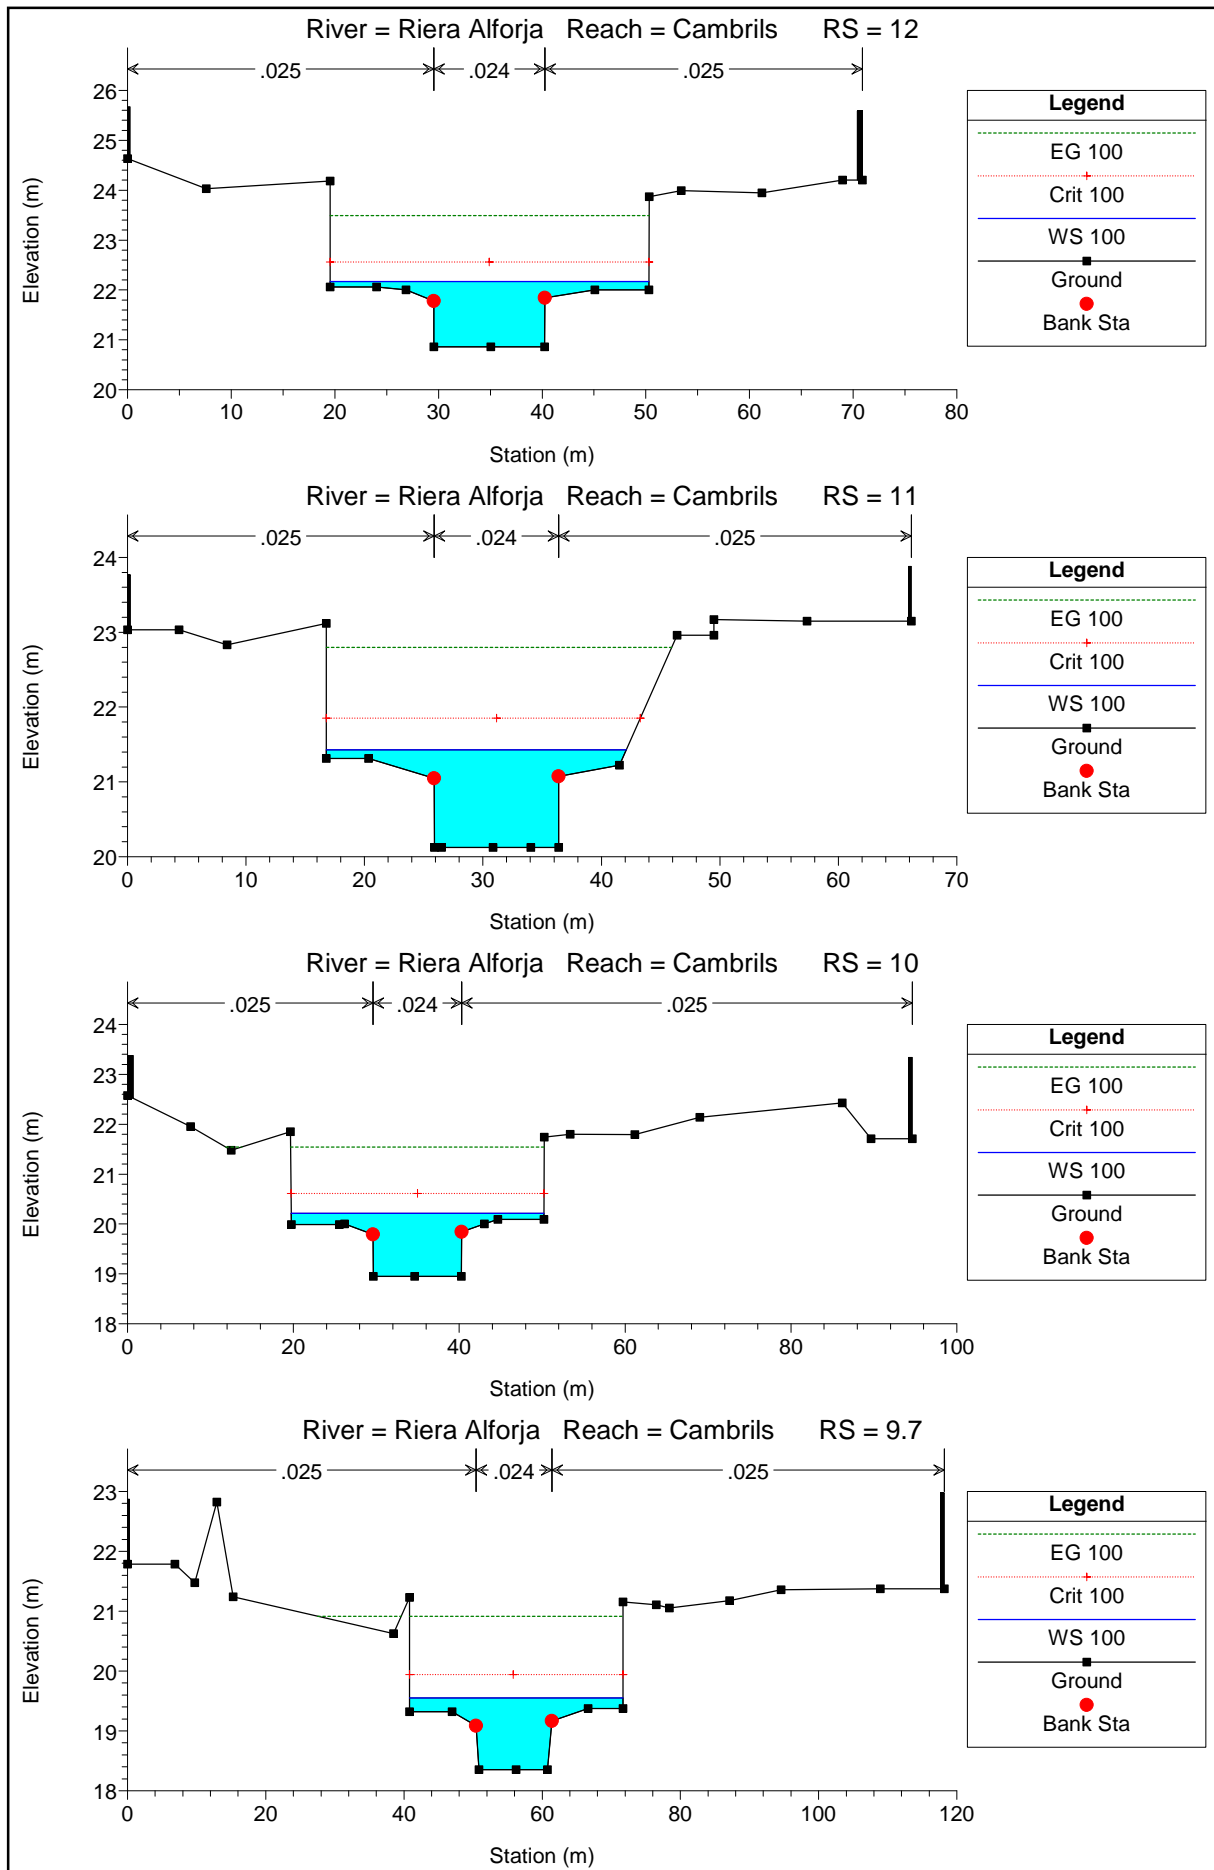 River = Riera Alforja   Reach = Cambrils      RS = 12
.025 .024 .025
26
25
24
23
22
21
20
0 10 20 30 40 50 60 70 80
Elevation (m)
Station (m)
Legend
EG 100
Crit 100
WS 100
Ground
Bank Sta
River = Riera Alforja   Reach = Cambrils      RS = 11
.025 .024 .025
24
23
22
21
20
0 10 20 30 40 50 60 70
Elevation (m)
Station (m)
Legend
EG 100
Crit 100
WS 100
Ground
Bank Sta
River = Riera Alforja   Reach = Cambrils      RS = 10
.025 .024 .025
24
23
22
21
20
19
18
0 20 40 60 80 100
Elevation (m)
Station (m)
Legend
EG 100
Crit 100
WS 100
Ground
Bank Sta
River = Riera Alforja   Reach = Cambrils      RS = 9.7
.025 .024 .025
23
22
21
20
19
18
0 20 40 60 80 100 120
Elevation (m)
Station (m)
Legend
EG 100
Crit 100
WS 100
Ground
Bank Sta